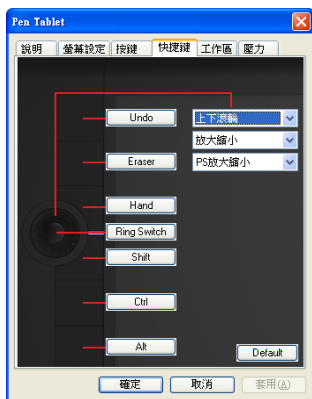 Pen Tablet
說明 螢幕設定 按鍵 快捷鍵 工作區 壓力
Undo 上下滾輪
放大縮小
Eraser PS放大縮小
Hand
Ring Switch
Shift
Ctrl
Alt
Default
確定 取消 套用(A)